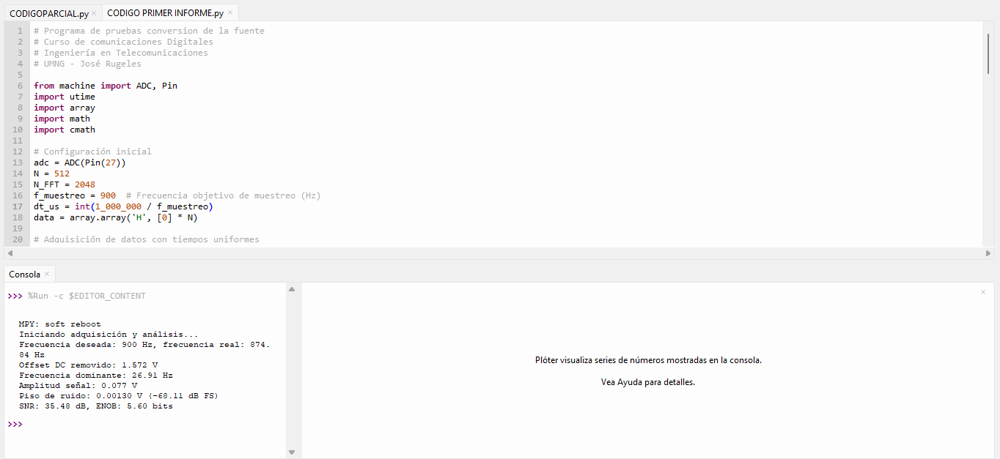 CODIGOPARCIAL.py × CODIGO PRIMER INFORME.py ×
1 # Programa de pruebas conversion de la fuente
2 # Curso de comunicaciones Digitales
3 # Ingeniería en Telecomunicaciones
4 # UMNG - José Rugeles
5
6 from machine import ADC, Pin
7 import utime
8 import array
9 import math
10 import cmath
11
12 # Configuración inicial
13 adc = ADC(Pin(27))
14 N = 512
15 N_FFT = 2048
16 f_muestreo = 900  # Frecuencia objetivo de muestreo (Hz)
17 dt_us = int(1_000_000 / f_muestreo)
18 data = array.array('H', [0] * N)
19
20 # Adquisición de datos con tiempos uniformes
Consola ×
>>> %Run -c $EDITOR_CONTENT
MPY: soft reboot
Iniciando adquisición y análisis...
Frecuencia deseada: 900 Hz, frecuencia real: 874.
84 Hz
Offset DC removido: 1.572 V
Frecuencia dominante: 26.91 Hz
Amplitud señal: 0.077 V
Piso de ruido: 0.00130 V (-68.11 dB FS)
SNR: 35.48 dB, ENOB: 5.60 bits
>>>
Plóter visualiza series de números mostradas en la consola.
Vea Ayuda para detalles.